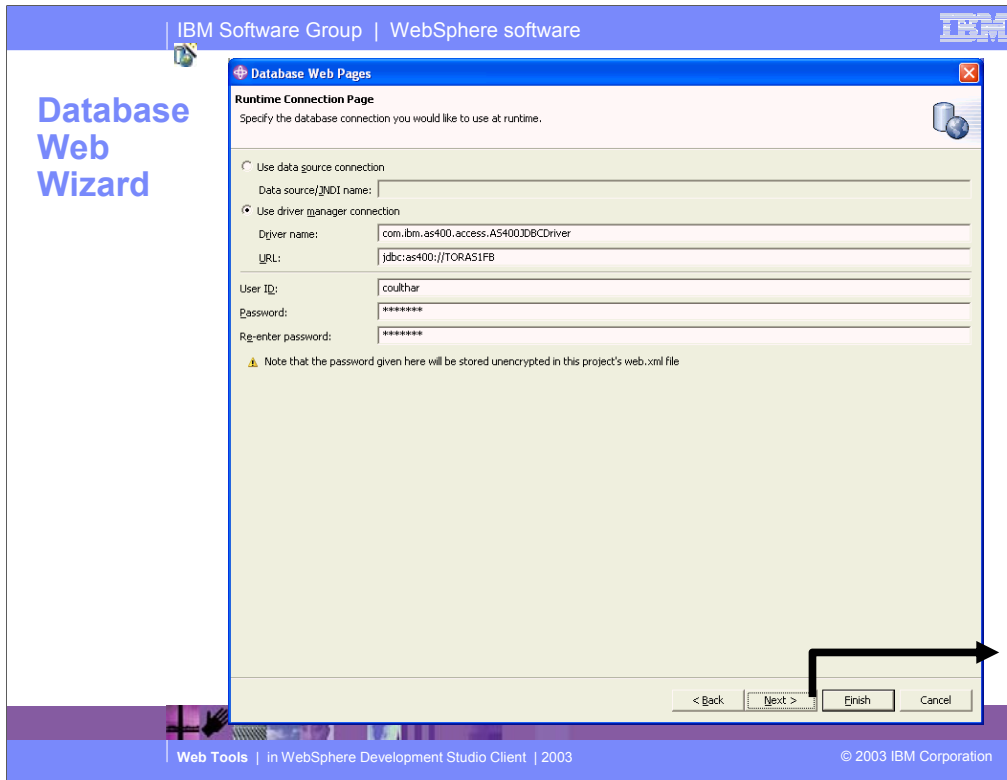 IBM Software Group | WebSphere software
IBM
Database
Web
Wizard
Database Web Pages
Runtime Connection Page
Specify the database connection you would like to use at runtime.
Use data source connection
Data source/JNDI name:
Use driver manager connection
Driver name: com.ibm.as400.access.AS400JDBCDriver
URL: jdbc:as400://TORAS1FB
User ID: coulthar
Password: *******
Re-enter password: *******
Note that the password given here will be stored unencrypted in this project's web.xml file
< Back Next > Finish Cancel
Web Tools | in WebSphere Development Studio Client | 2003 © 2003 IBM Corporation